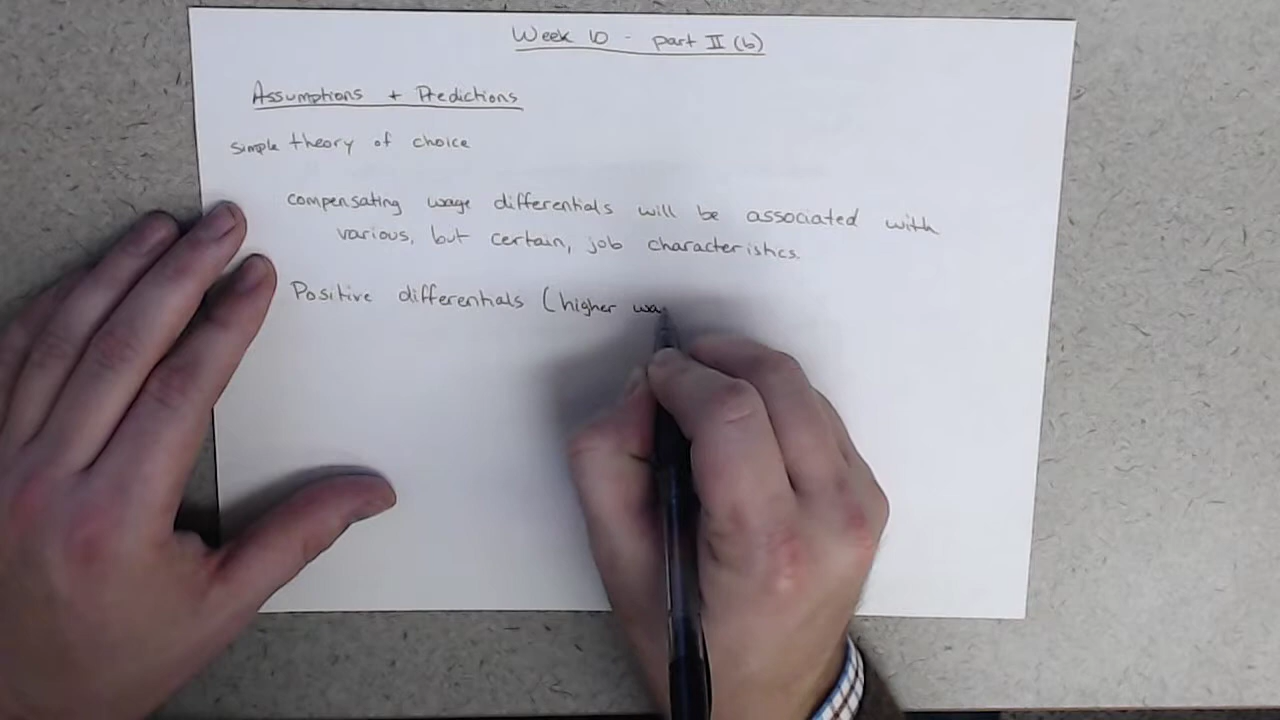 Week 10 - part II (b)
Assumptions + Predictions
simple theory of choice
compensating wage differentials will be associated with
various, but certain, job characteristics.
Positive differentials (higher wa